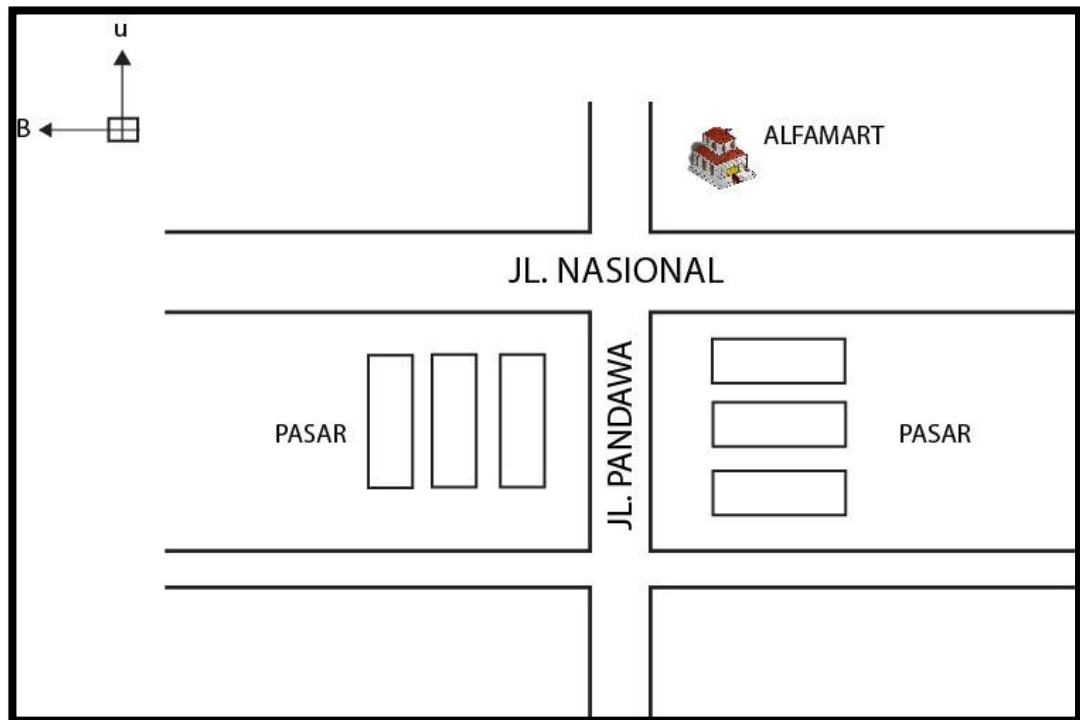 u
B
ALFAMART
JL. NASIONAL
JL. PANDAWA
PASAR
PASAR